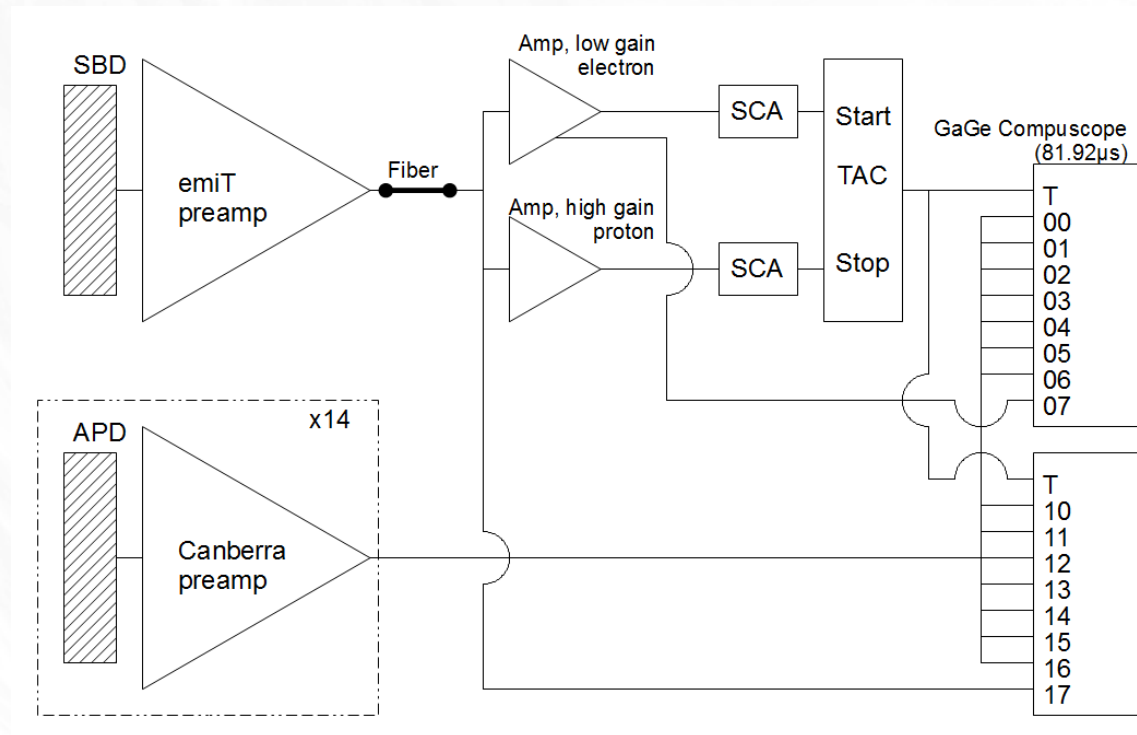 SBD
emiT
preamp
Fiber
Amp, low gain
electron
Amp, high gain
proton
SCA
SCA
Start
TAC
Stop
GaGe Compuscope
(81.92µs)
T
00
01
02
03
04
05
06
07
x14
APD
Canberra
preamp
T
10
11
12
13
14
15
16
17